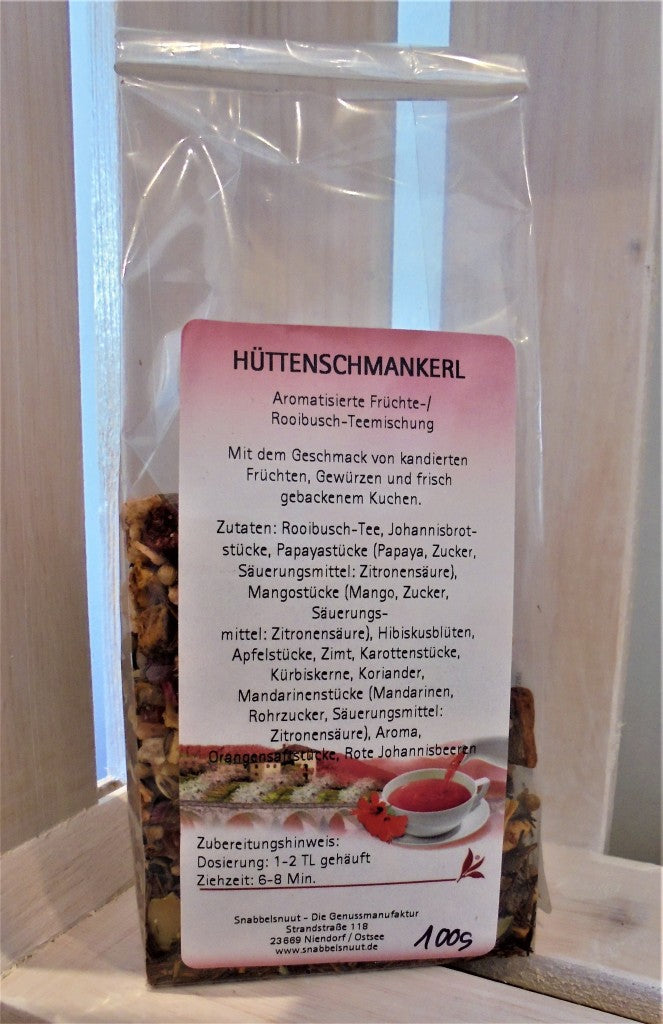 HÜTTENSCHMANKERL
Aromatisierte Früchte-/
Rooibusch-Teemischung
Mit dem Geschmack von kandierten
Früchten, Gewürzen und frisch
gebackenem Kuchen.
Zutaten: Rooibusch-Tee, Johannisbrot-
stücke, Papayastücke (Papaya, Zucker,
Säuerungsmittel: Zitronensäure),
Mangostücke (Mango, Zucker,
Säuerungs-
mittel: Zitronensäure), Hibiskusblüten,
Apfelstücke, Zimt, Karottenstücke,
Kürbiskerne, Koriander,
Mandarinenstücke (Mandarinen,
Rohrzucker, Säuerungsmittel:
Zitronensäure), Aroma,
Orangensaftstücke, Rote Johannisbeeren
Zubereitungshinweis:
Dosierung: 1-2 TL gehäuft
Ziehzeit: 6-8 Min.
Snabbelsnuut - Die Genussmanufaktur
Strandstraße 118
23669 Niendorf / Ostsee
www.snabbelsnuut.de
100g